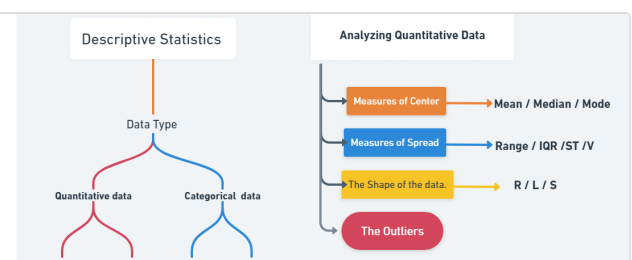 Descriptive Statistics
Data Type
Quantitative data
Categorical data
Analyzing Quantitative Data
Measures of Center
Mean / Median / Mode
Measures of Spread
Range / IQR /ST /V
The Shape of the data.
R / L / S
The Outliers